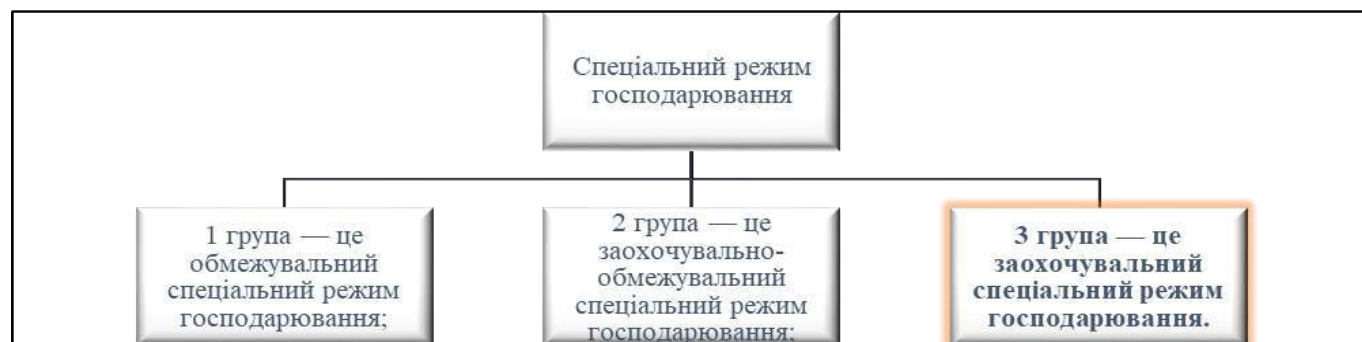 Спеціальний режим
господарювання
1 група — це
обмежувальний
спеціальний режим
господарювання;
2 група — це
заохочувально-
обмежувальний
спеціальний режим
господарювання;
3 група — це
заохочувальний
спеціальний режим
господарювання.